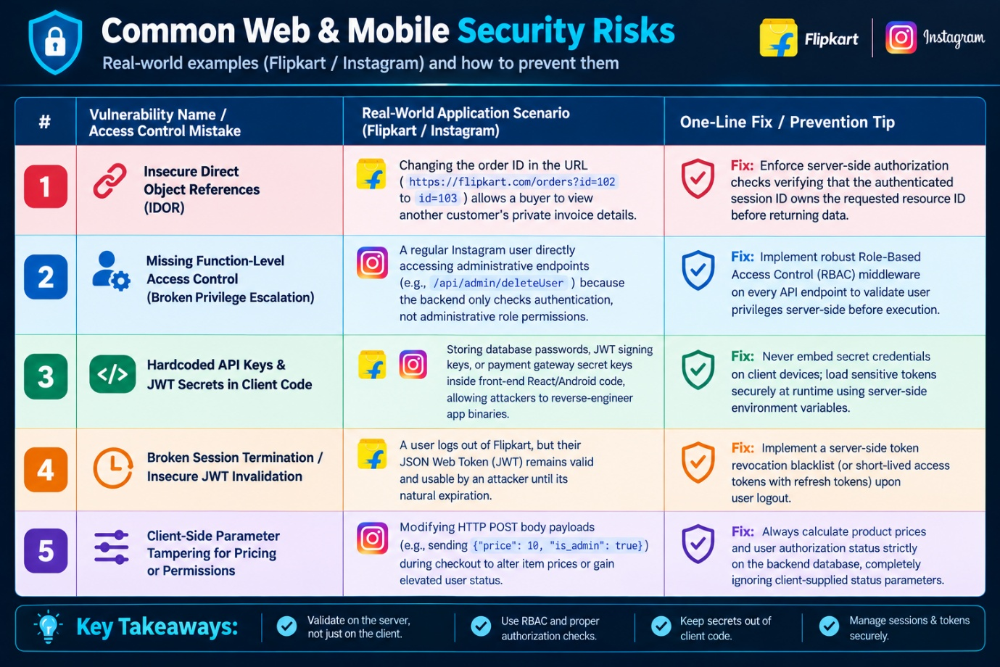 Common Web & Mobile Security Risks
Real-world examples (Flipkart / Instagram) and how to prevent them
Flipkart
Instagram
#
Vulnerability Name /
Access Control Mistake
Real-World Application Scenario
(Flipkart / Instagram)
One-Line Fix / Prevention Tip
1
Insecure Direct
Object References
(IDOR)
Changing the order ID in the URL
( https://flipkart.com/orders?id=102
to id=103 ) allows a buyer to view
another customer's private invoice details.
Fix: Enforce server-side authorization
checks verifying that the authenticated
session ID owns the requested resource ID
before returning data.
2
Missing Function-Level
Access Control
(Broken Privilege Escalation)
A regular Instagram user directly
accessing administrative endpoints
(e.g., /api/admin/deleteUser ) because
the backend only checks authentication,
not administrative role permissions.
Fix: Implement robust Role-Based
Access Control (RBAC) middleware
on every API endpoint to validate user
privileges server-side before execution.
3
</>
Hardcoded API Keys &
JWT Secrets in Client Code
Storing database passwords, JWT signing
keys, or payment gateway secret keys
inside front-end React/Android code,
allowing attackers to reverse-engineer
app binaries.
Fix: Never embed secret credentials
on client devices; load sensitive tokens
securely at runtime using server-side
environment variables.
4
Broken Session Termination /
Insecure JWT Invalidation
A user logs out of Flipkart, but their
JSON Web Token (JWT) remains valid
and usable by an attacker until its
natural expiration.
Fix: Implement a server-side token
revocation blacklist (or short-lived access
tokens with refresh tokens) upon
user logout.
5
Client-Side Parameter
Tampering for Pricing
or Permissions
Modifying HTTP POST body payloads
(e.g., sending {"price": 10, "is_admin": true})
during checkout to alter item prices or gain
elevated user status.
Fix: Always calculate product prices
and user authorization status strictly
on the backend database, completely
ignoring client-supplied status parameters.
Key Takeaways:
Validate on the server,
not just on the client.
Use RBAC and proper
authorization checks.
Keep secrets out of
client code.
Manage sessions & tokens
securely.